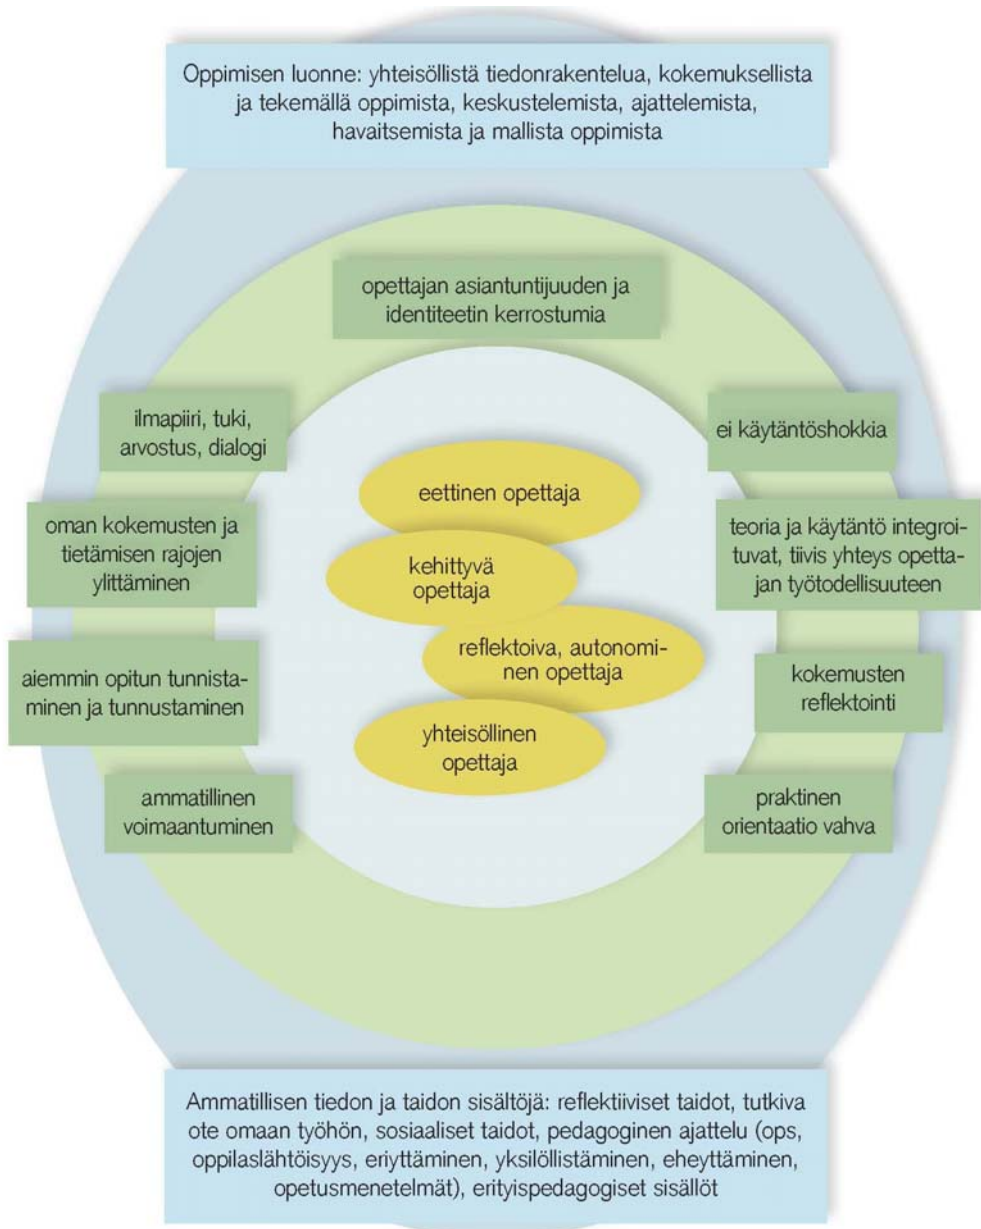 Oppimisen luonne: yhteisöllistä tiedonrakentelua, kokemuksellista
ja tekemällä oppimista, keskustelemista, ajattelemista,
havaitsemista ja mallista oppimista
opettajan asiantuntijuuden ja
identiteetin kerrostumia
ilmapiiri, tuki,
arvostus, dialogi
oman kokemusten ja
tietämisen rajojen
ylittäminen
aiemmin opitun tunnista-
minen ja tunnustaminen
ammatillinen
voimaantuminen
eettinen opettaja
kehittyvä
opettaja
reflektoiva, autonomi-
nen opettaja
yhteisöllinen
opettaja
ei käytäntöshokkia
teoria ja käytäntö integroi-
tuvat, tiivis yhteys opetta-
jan työtodellisuuteen
kokemusten
reflektointi
praktinen
orientaatio vahva
Ammatillisen tiedon ja taidon sisältöjä: reflektiiviset taidot, tutkiva
ote omaan työhön, sosiaaliset taidot, pedagoginen ajattelu (ops,
oppilaslähtöisyys, eriyttäminen, yksilöllistäminen, eheyttäminen,
opetusmenetelmät), erityispedagogiset sisällöt